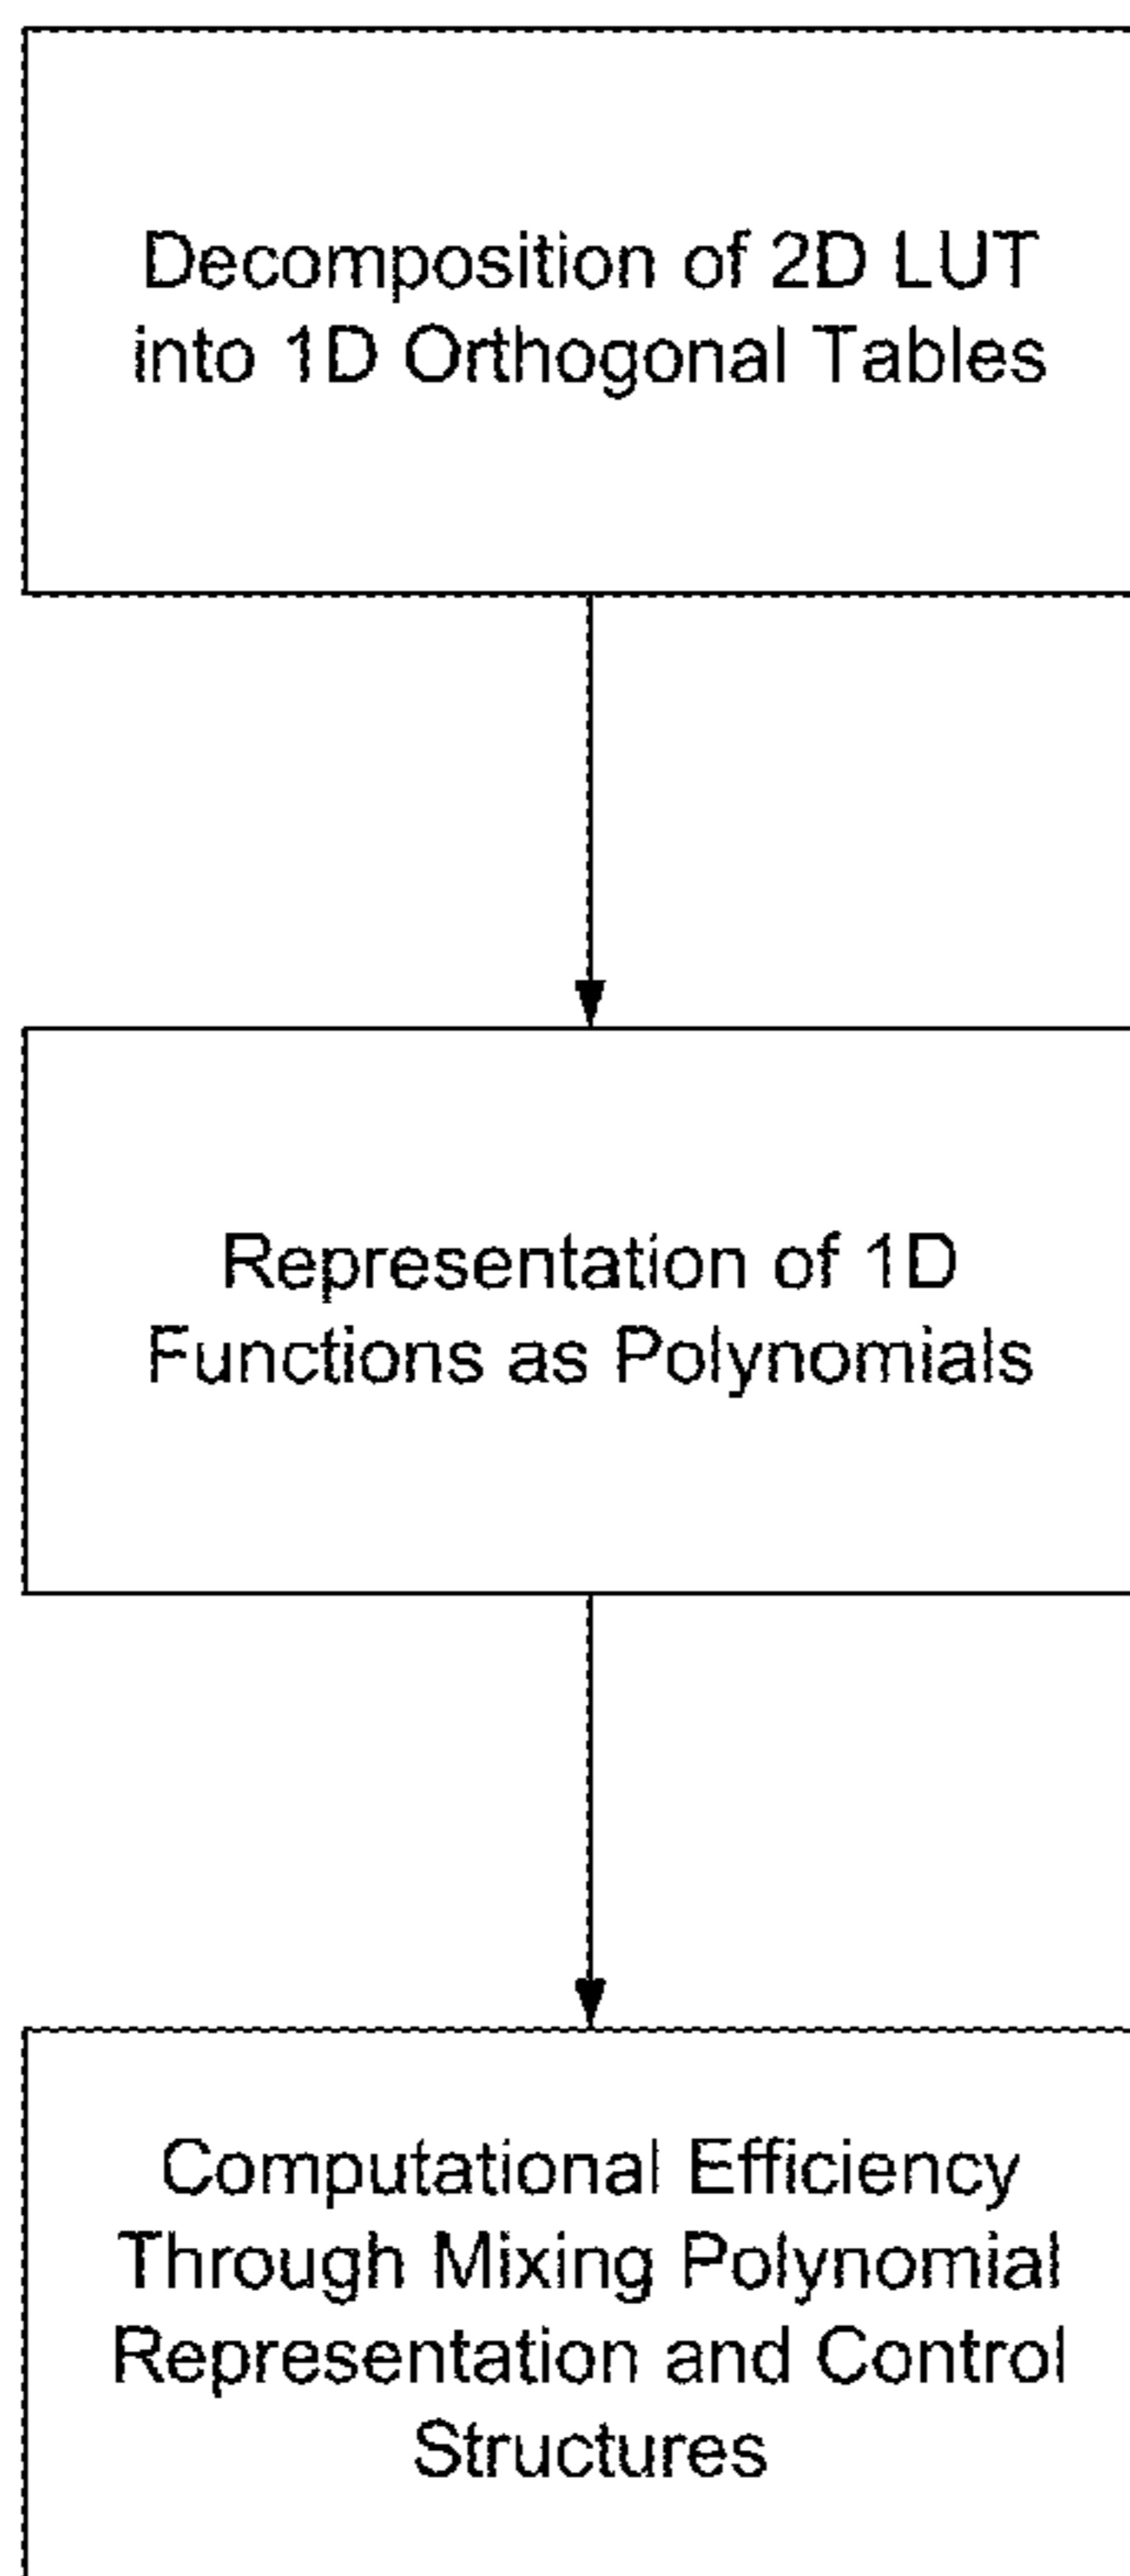 Decomposition of 2D LUT
into 1D Orthogonal Tables
Representation of 1D
Functions as Polynomials
Computational Efficiency
Through Mixing Polynomial
Representation and Control
Structures